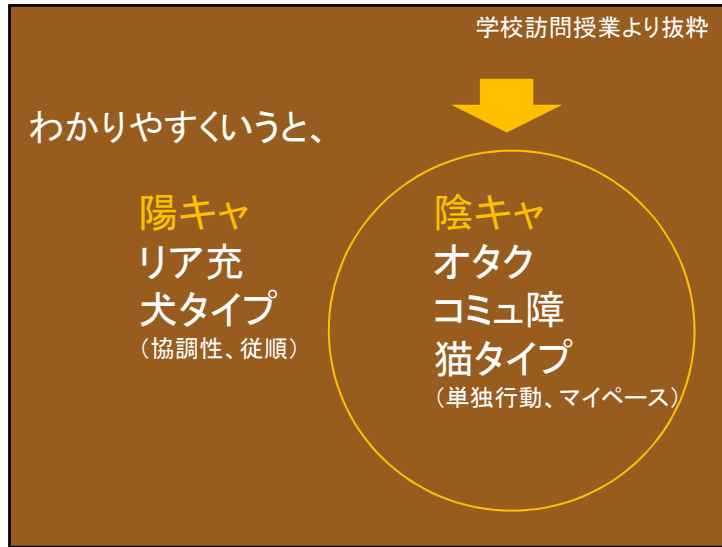 学校訪問授業より抜粋
わかりやすくいうと、
陽キャ
リア充
犬タイプ
（協調性、従順）
陰キャ
オタク
コミュ障
猫タイプ
（単独行動、マイペース）